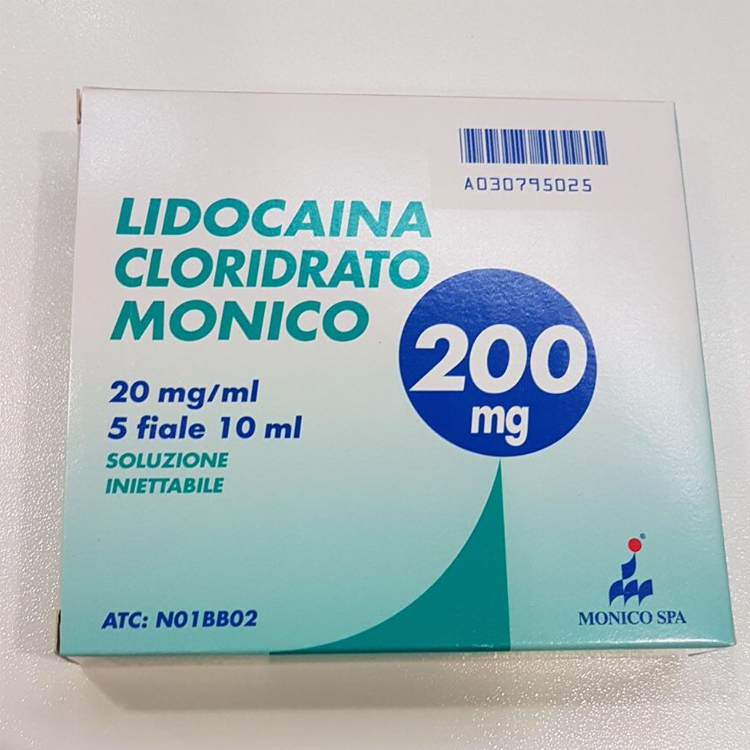 A030795025
LIDOCAINA
CLORIDRATO
MONICO
200
mg
20 mg/ml
5 fiale 10 ml
SOLUZIONE
INIETTABILE
ATC: N01BB02
®
MONICO SPA